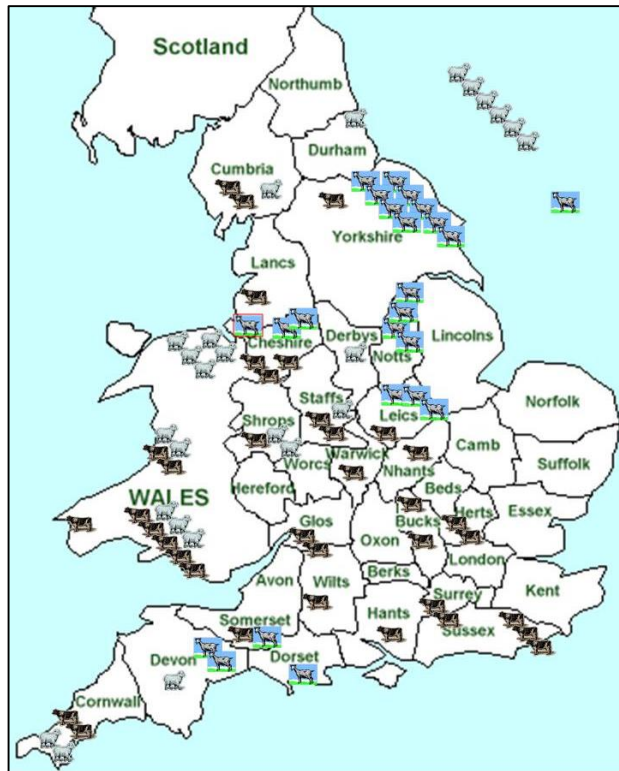 Scotland
Northumb
Durham
Cumbria
Yorkshire
Lancs
Cheshire
Derbys
Notts
Lincolns
Staffs
Leics
Norfolk
Shrops
Warwick
Nhants
Camb
Suffolk
Worcs
Hereford
Beds
WALES
Glos
Oxon
Bucks
Herts
Essex
London
Avon
Wilts
Berks
Surrey
Kent
Somerset
Hants
Sussex
Devon
Dorset
Cornwall